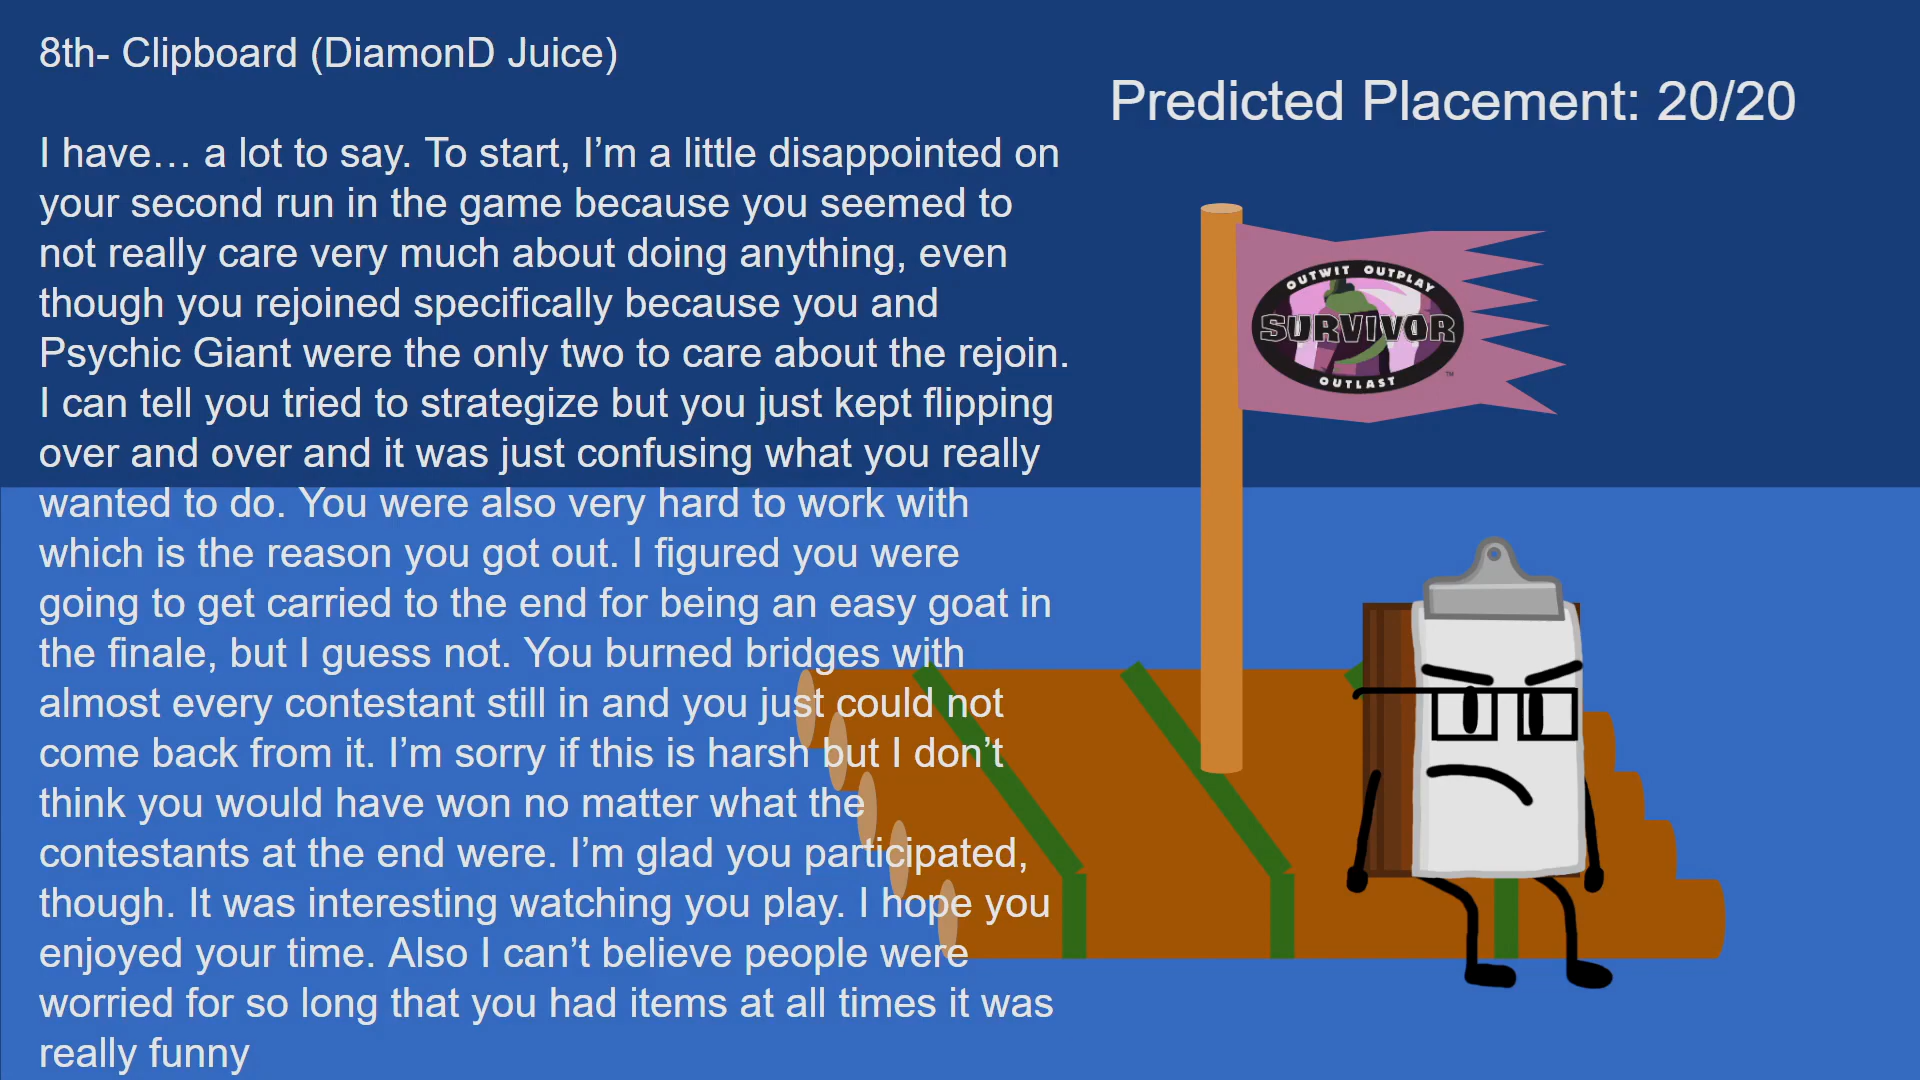 8th- Clipboard (DiamonD Juice)
Predicted Placement: 20/20
I have… a lot to say. To start, I’m a little disappointed on
your second run in the game because you seemed to
not really care very much about doing anything, even
though you rejoined specifically because you and
Psychic Giant were the only two to care about the rejoin.
I can tell you tried to strategize but you just kept flipping
over and over and it was just confusing what you really
wanted to do. You were also very hard to work with
which is the reason you got out. I figured you were
going to get carried to the end for being an easy goat in
the finale, but I guess not. You burned bridges with
almost every contestant still in and you just could not
come back from it. I’m sorry if this is harsh but I don’t
think you would have won no matter what the
contestants at the end were. I’m glad you participated,
though. It was interesting watching you play. I hope you
enjoyed your time. Also I can’t believe people were
worried for so long that you had items at all times it was
really funny
OUTWIT OUTPLAY
SURVIVOR
OUTLAST
TM